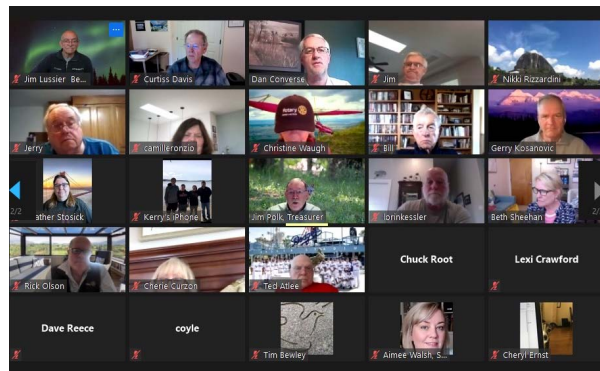 Jim Lussier Be...
Curtiss Davis
Dan Converse
Jim
Nikki Rizzardini
Jerry
camilleronzio
Rotary
Christine Waugh
Bill
Gerry Kosanovic
2/2
ather Stosick
Kerry's iPhone
Jim Polk, Treasurer
lorinkessler
Beth Sheehan
2/
Rick Olson
Cherie Curzon
Ted Atlee
Chuck Root
Lexi Crawford
Dave Reece
coyle
Tim Bewley
Aimee Walsh, S...
Cheryl Ernst